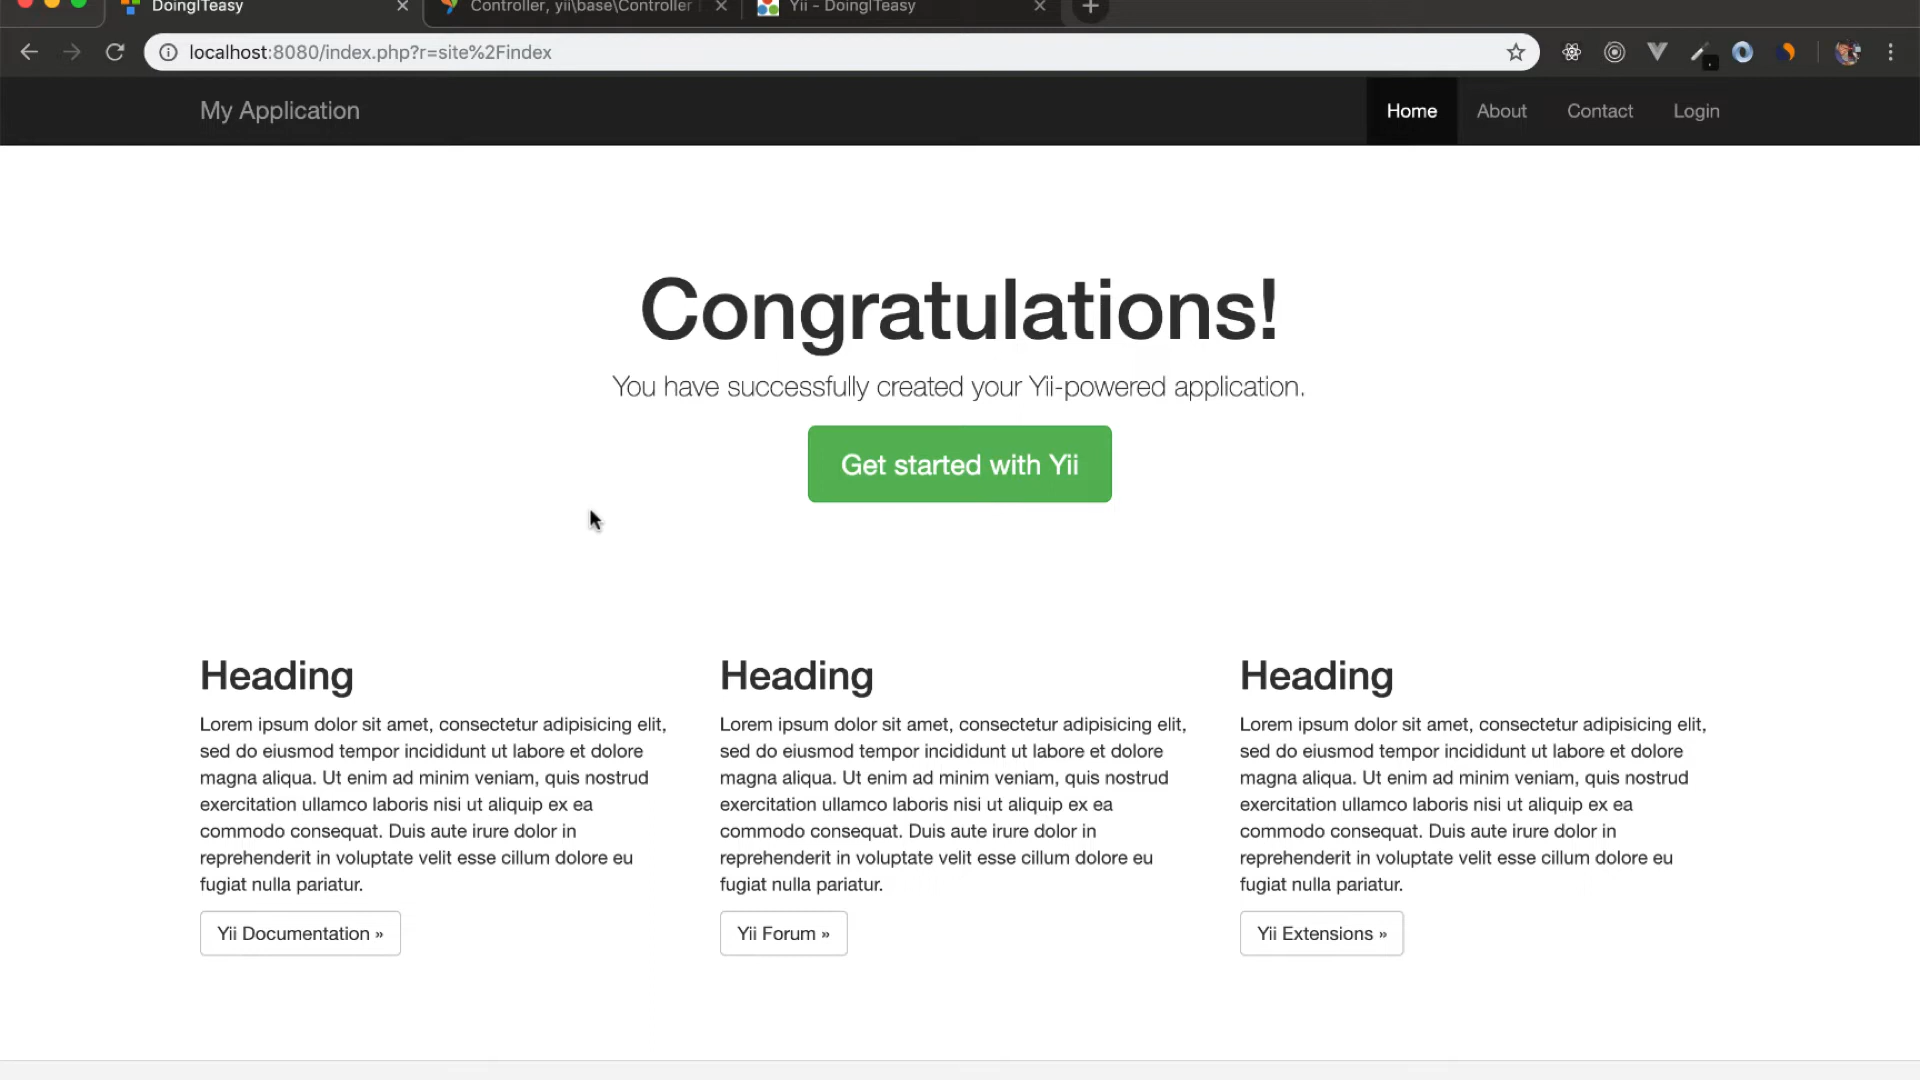 DoingITeasy
Controller, yii\base\Controller
Yii - DoingITeasy
localhost:8080/index.php?r=site%2Findex
My Application
Home
About
Contact
Login
Congratulations!
You have successfully created your Yii-powered application.
Get started with Yii
Heading
Lorem ipsum dolor sit amet, consectetur adipisicing elit,
sed do eiusmod tempor incididunt ut labore et dolore
magna aliqua. Ut enim ad minim veniam, quis nostrud
exercitation ullamco laboris nisi ut aliquip ex ea
commodo consequat. Duis aute irure dolor in
reprehenderit in voluptate velit esse cillum dolore eu
fugiat nulla pariatur.
Yii Documentation »
Heading
Lorem ipsum dolor sit amet, consectetur adipisicing elit,
sed do eiusmod tempor incididunt ut labore et dolore
magna aliqua. Ut enim ad minim veniam, quis nostrud
exercitation ullamco laboris nisi ut aliquip ex ea
commodo consequat. Duis aute irure dolor in
reprehenderit in voluptate velit esse cillum dolore eu
fugiat nulla pariatur.
Yii Forum »
Heading
Lorem ipsum dolor sit amet, consectetur adipisicing elit,
sed do eiusmod tempor incididunt ut labore et dolore
magna aliqua. Ut enim ad minim veniam, quis nostrud
exercitation ullamco laboris nisi ut aliquip ex ea
commodo consequat. Duis aute irure dolor in
reprehenderit in voluptate velit esse cillum dolore eu
fugiat nulla pariatur.
Yii Extensions »